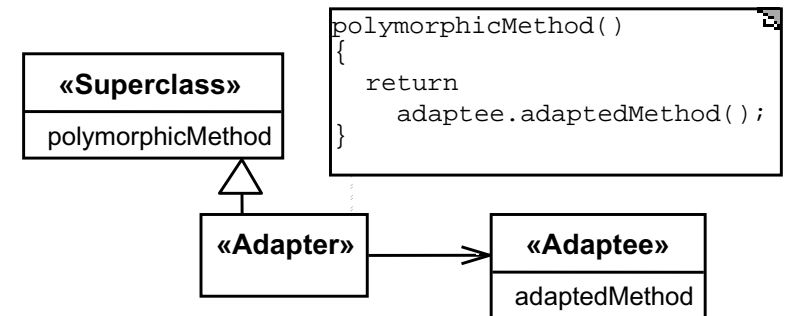 polymorphicMethod()
{
return
adaptee.adaptedMethod();
}
«Superclass»
polymorphicMethod
«Adapter»
«Adaptee»
adaptedMethod